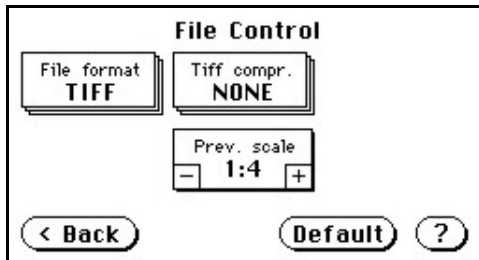 File Control
File format
TIFF
Tiff compr.
NONE
Prev. scale
− 1:4 +
< Back
Default
?